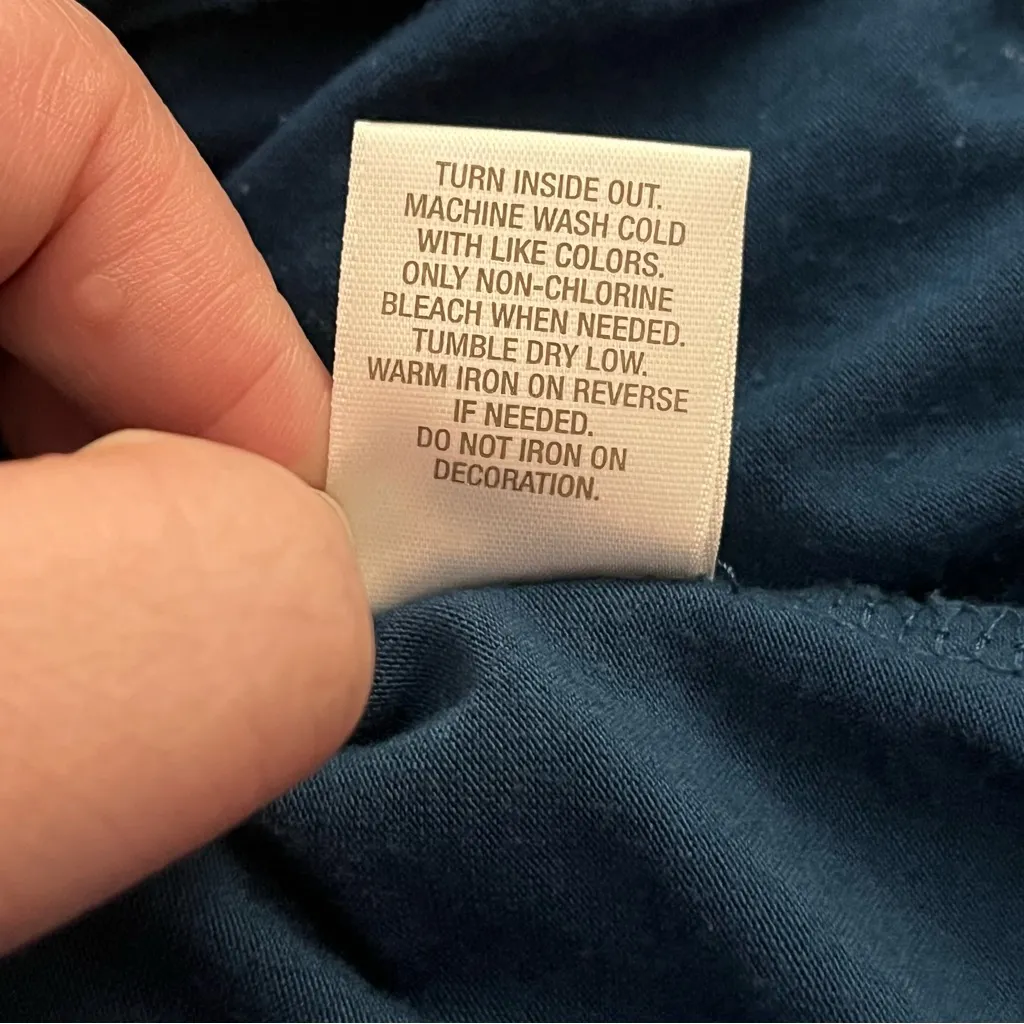 TURN INSIDE OUT.
MACHINE WASH COLD
WITH LIKE COLORS.
ONLY NON-CHLORINE
BLEACH WHEN NEEDED.
TUMBLE DRY LOW.
WARM IRON ON REVERSE
IF NEEDED.
DO NOT IRON ON
DECORATION.